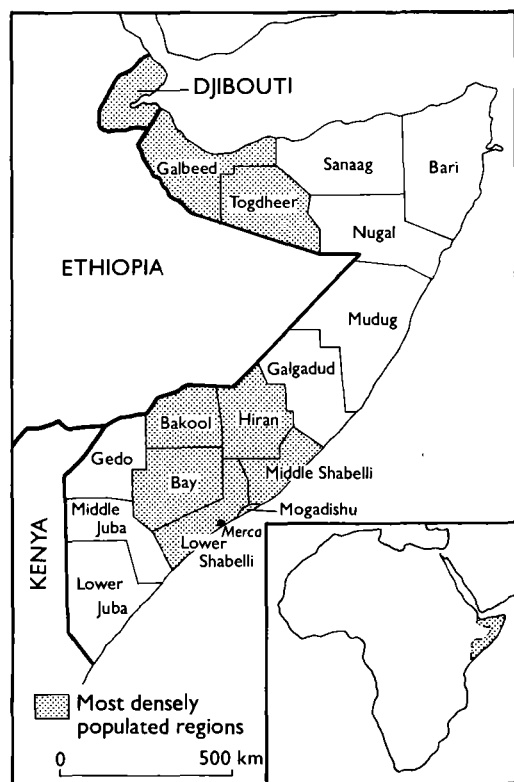 DJIBOUTI
Galbeed
Sanaag
Bari
Togdheer
Nugal
ETHIOPIA
Mudug
Galgadud
Bakool
Hiran
Gedo
Bay
Middle Shabelli
Middle
Juba
Mogadishu
Merca
Lower
Shabelli
KENYA
Lower
Juba
Most densely
populated regions
0 500 km